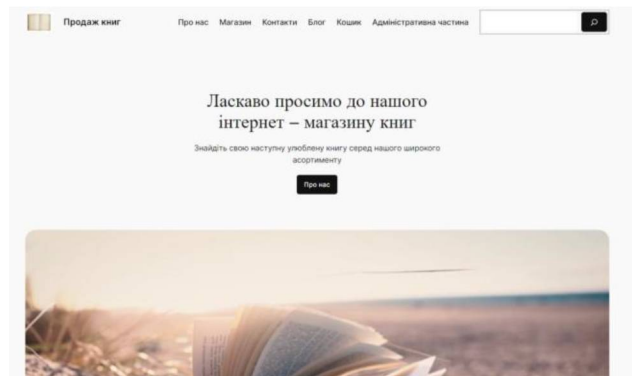 Продаж книг
Про нас Магазин Контакти Блог Кошик Адміністративна частина
Ласкаво просимо до нашого
інтернет – магазину книг
Знайдіть свою наступну улюблену книгу серед нашого широкого
асортименту
Про нас